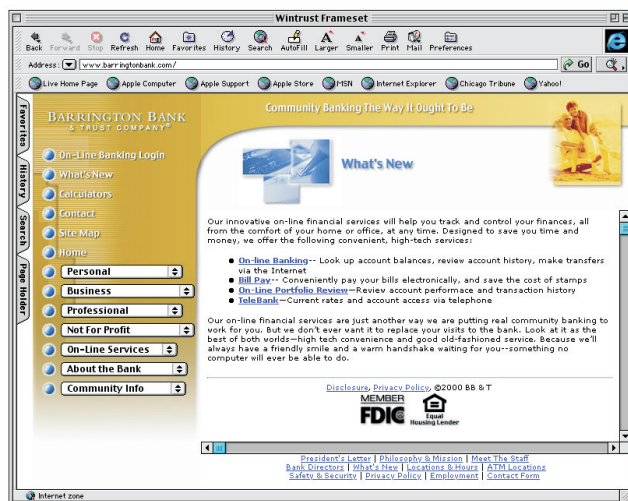 Wintrust Frameset
Back Forward Stop Refresh Home Favorites History Search AutoFill Larger Smaller Print Mail Preferences
Address: www.barringtonbank.com/ Go
Live Home Page Apple Computer Apple Support Apple Store MSN Internet Explorer Chicago Tribune Yahoo!
Favorites
History
Search
Page Holder
BARRINGTON BANK
& TRUST COMPANY®
Community Banking The Way It Ought To Be
On-Line Banking Login
What's New
Calculators
Contact
Site Map
Home
Personal
Business
Professional
Not For Profit
On-Line Services
About the Bank
Community Info
What's New
Our innovative on-line financial services will help you track and control your finances, all
from the comfort of your home or office, at any time. Designed to save you time and
money, we offer the following convenient, high-tech services:
On-line Banking-- Look up account balances, review account history, make transfers
via the Internet
Bill Pay-- Conveniently pay your bills electronically, and save the cost of stamps
On-Line Portfolio Review—Review account performace and transaction history
TeleBank—Current rates and account access via telephone
Our on-line financial services are just another way we are putting real community banking to
work for you. But we don't ever want it to replace your visits to the bank. Look at it as the
best of both worlds—high tech convenience and good old-fashioned service. Because we'll
always have a friendly smile and a warm handshake waiting for you--something no
computer will ever be able to do.
Disclosure, Privacy Policy, ©2000 BB & T
MEMBER
FDIC
Equal
Housing Lender
President's Letter | Philosophy & Mission | Meet The Staff
Bank Directors | What's New | Locations & Hours | ATM Locations
Safety & Security | Privacy Policy | Employment | Contact Form
Internet zone